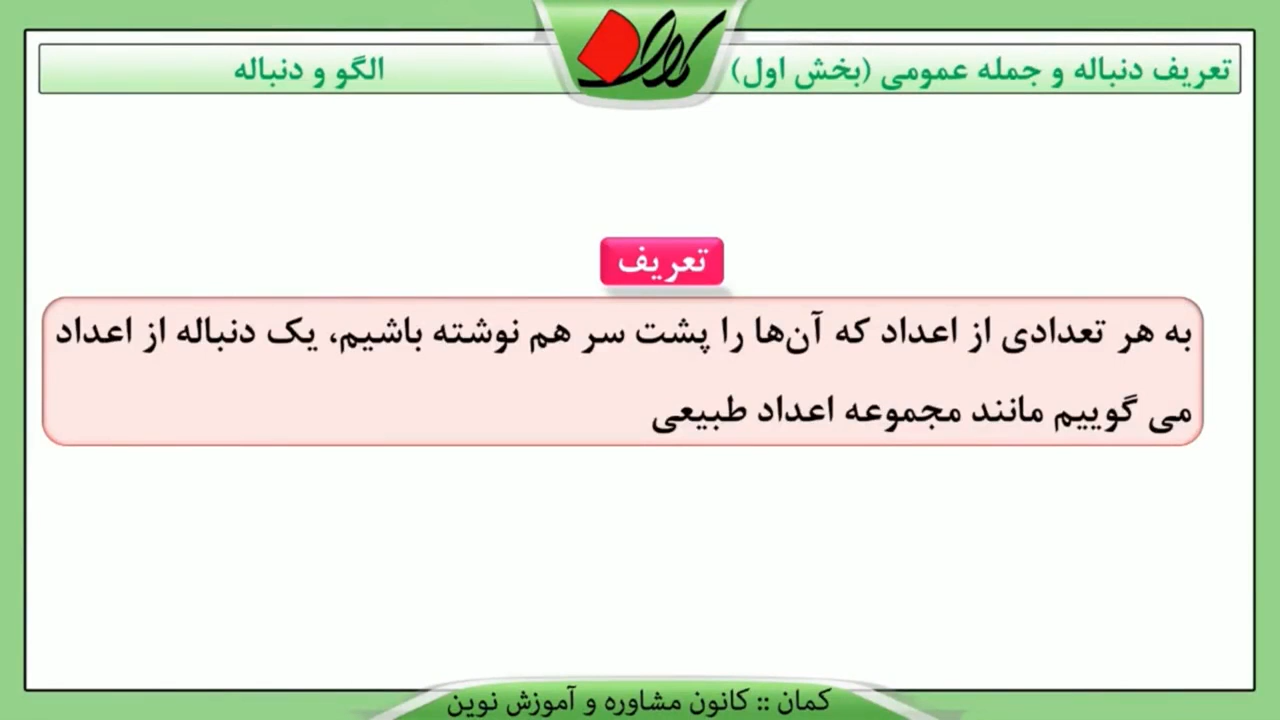 تعریف دنباله و جمله عمومی (بخش اول)
کمان
الگو و دنباله
تعریف
به هر تعدادی از اعداد که آن‌ها را پشت سر هم نوشته باشیم، یک دنباله از اعداد
می گوییم مانند مجموعه اعداد طبیعی
کمان :: کانون مشاوره و آموزش نوین